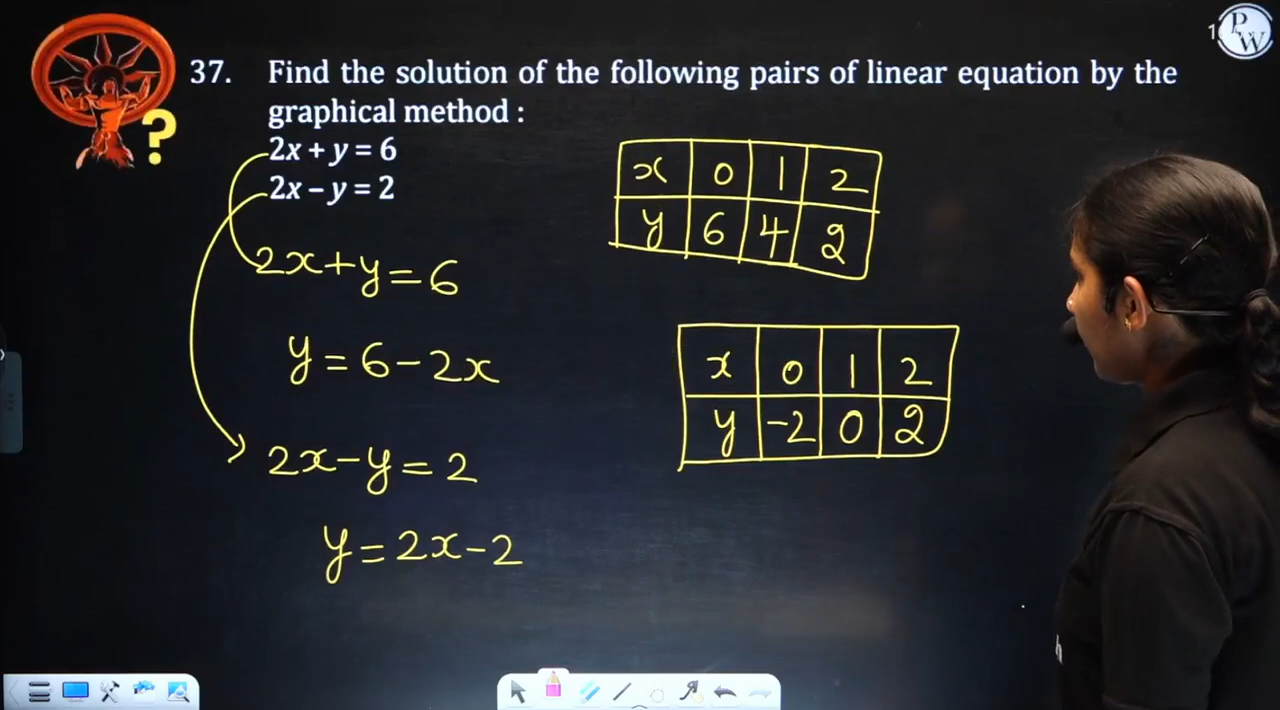 37. Find the solution of the following pairs of linear equation by the
graphical method :
2x + y = 6
2x – y = 2
2x+y=6
y=6-2x
2x-y=2
y=2x-2
x 0 1 2
y 6 4 2
x 0 1 2
y -2 0 2
?
1
PW